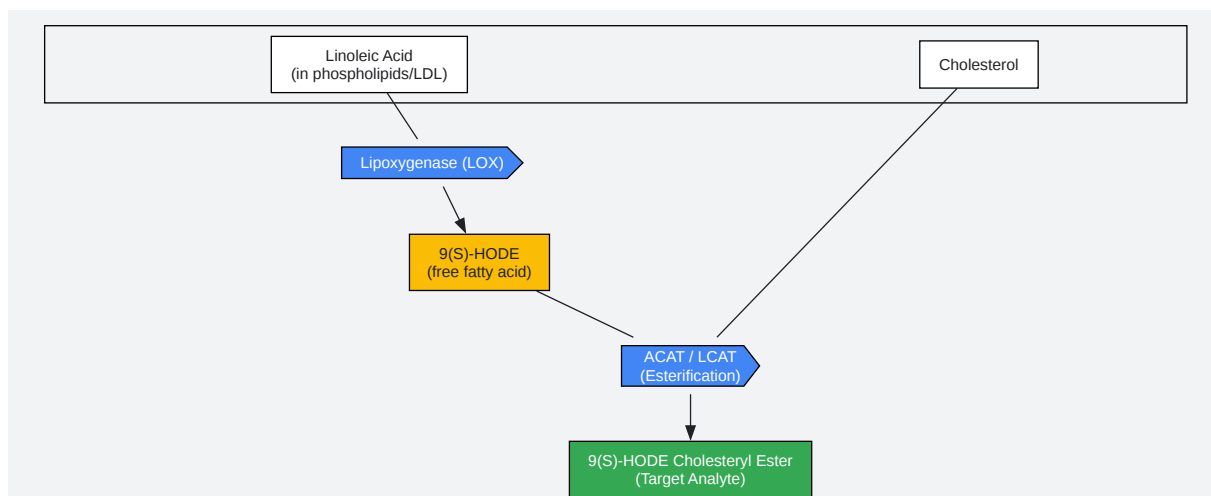 Linoleic Acid
(in phospholipids/LDL)
Cholesterol
Lipoxygenase (LOX)
9(S)-HODE
(free fatty acid)
ACAT / LCAT
(Esterification)
9(S)-HODE Cholesteryl Ester
(Target Analyte)